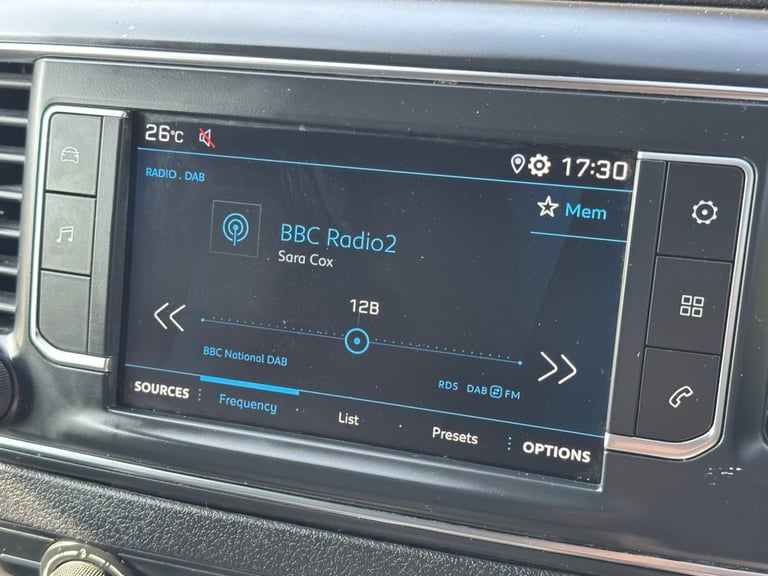 26°C
17:30
RADIO . DAB
Mem
BBC Radio2
Sara Cox
12B
BBC National DAB
RDS DAB FM
SOURCES
Frequency
List
Presets
OPTIONS